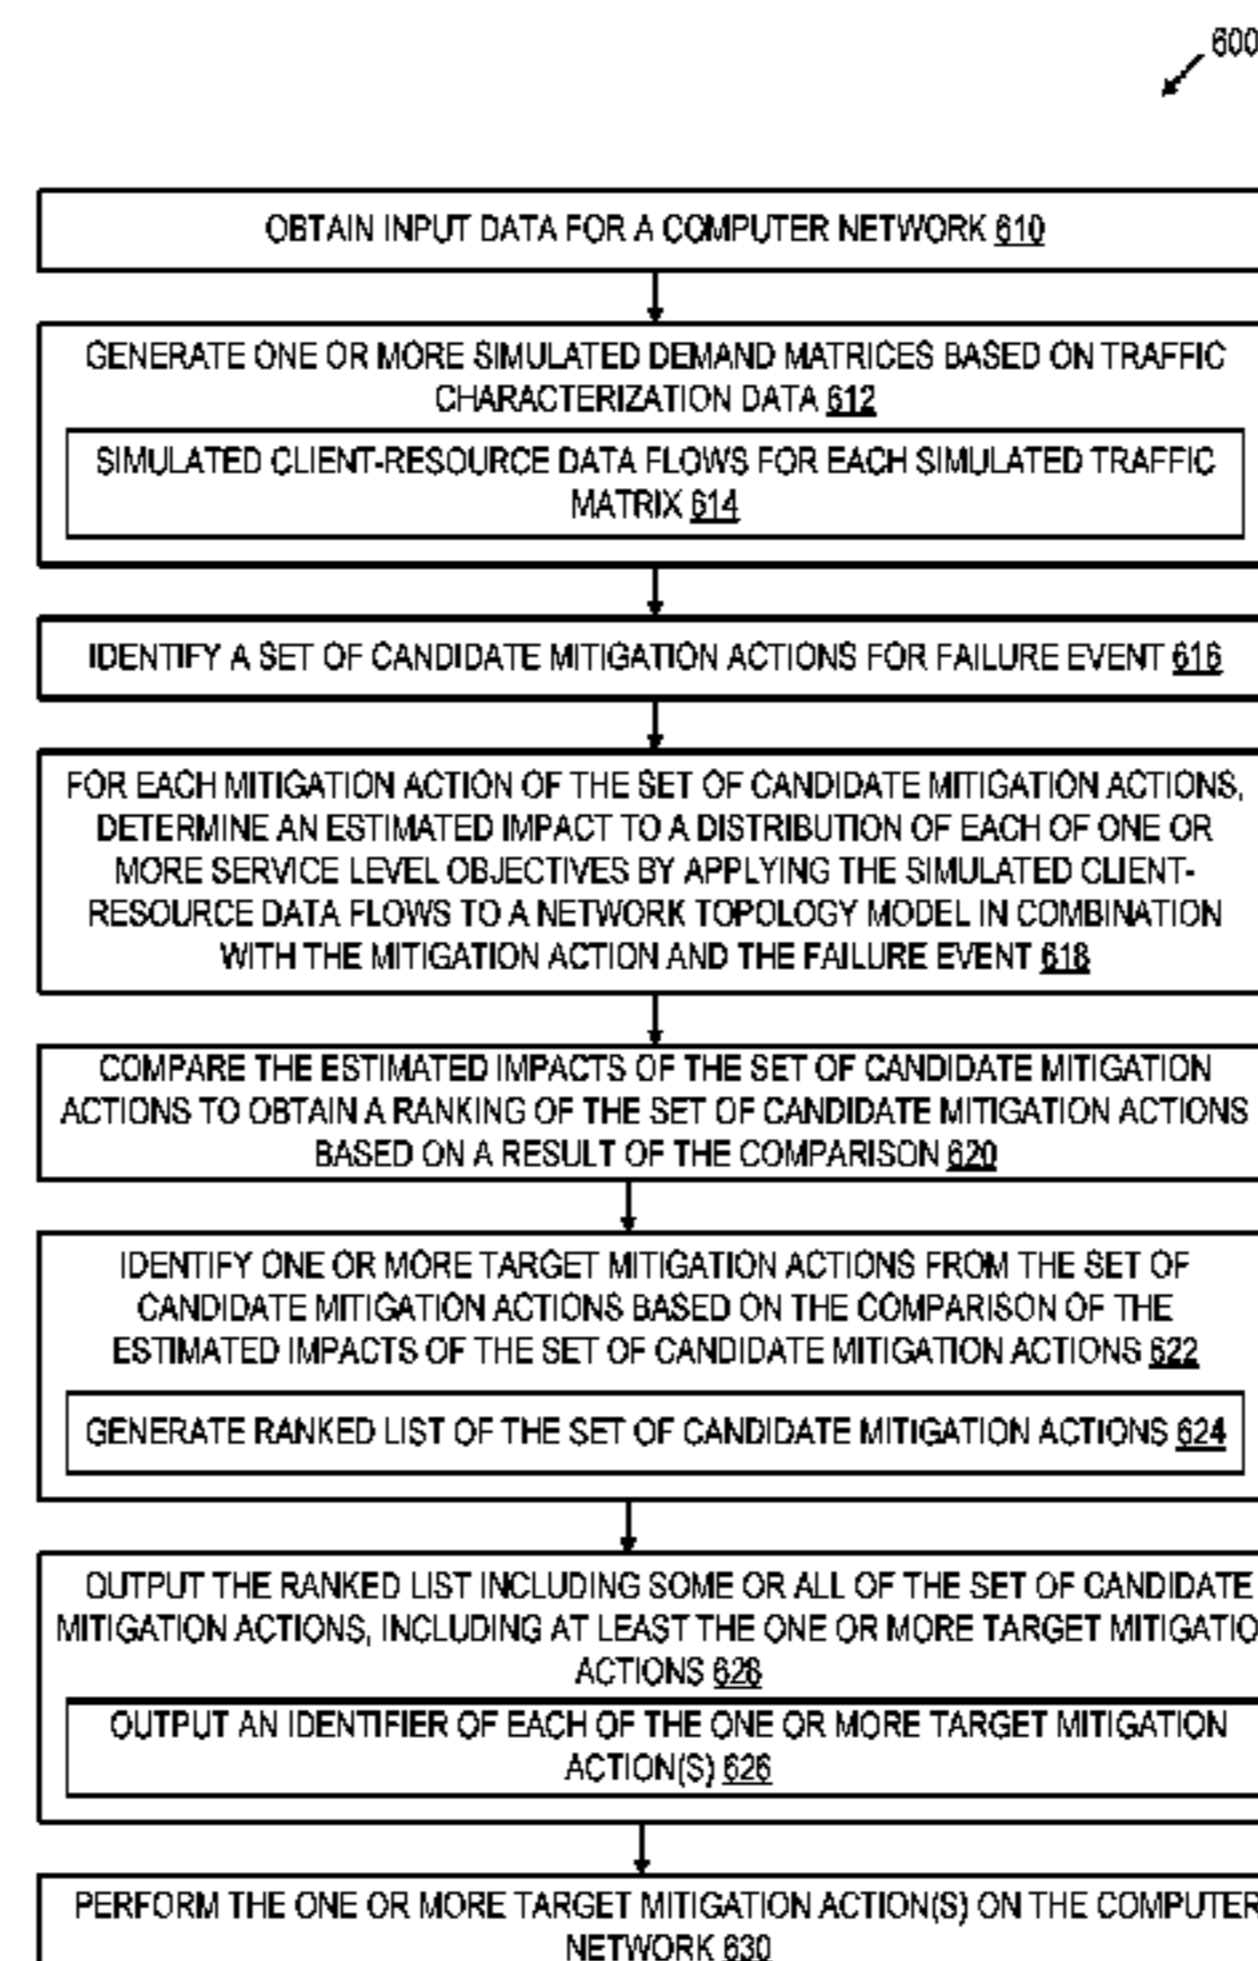 600
OBTAIN INPUT DATA FOR A COMPUTER NETWORK 610
GENERATE ONE OR MORE SIMULATED DEMAND MATRICES BASED ON TRAFFIC
CHARACTERIZATION DATA 612
SIMULATED CLIENT-RESOURCE DATA FLOWS FOR EACH SIMULATED TRAFFIC
MATRIX 614
IDENTIFY A SET OF CANDIDATE MITIGATION ACTIONS FOR FAILURE EVENT 616
FOR EACH MITIGATION ACTION OF THE SET OF CANDIDATE MITIGATION ACTIONS,
DETERMINE AN ESTIMATED IMPACT TO A DISTRIBUTION OF EACH OF ONE OR
MORE SERVICE LEVEL OBJECTIVES BY APPLYING THE SIMULATED CLIENT-
RESOURCE DATA FLOWS TO A NETWORK TOPOLOGY MODEL IN COMBINATION
WITH THE MITIGATION ACTION AND THE FAILURE EVENT 618
COMPARE THE ESTIMATED IMPACTS OF THE SET OF CANDIDATE MITIGATION
ACTIONS TO OBTAIN A RANKING OF THE SET OF CANDIDATE MITIGATION ACTIONS
BASED ON A RESULT OF THE COMPARISON 620
IDENTIFY ONE OR MORE TARGET MITIGATION ACTIONS FROM THE SET OF
CANDIDATE MITIGATION ACTIONS BASED ON THE COMPARISON OF THE
ESTIMATED IMPACTS OF THE SET OF CANDIDATE MITIGATION ACTIONS 622
GENERATE RANKED LIST OF THE SET OF CANDIDATE MITIGATION ACTIONS 624
OUTPUT THE RANKED LIST INCLUDING SOME OR ALL OF THE SET OF CANDIDATE
MITIGATION ACTIONS, INCLUDING AT LEAST THE ONE OR MORE TARGET MITIGATIO
ACTIONS 628
OUTPUT AN IDENTIFIER OF EACH OF THE ONE OR MORE TARGET MITIGATION
ACTION(S) 626
PERFORM THE ONE OR MORE TARGET MITIGATION ACTION(S) ON THE COMPUTER
NETWORK 630